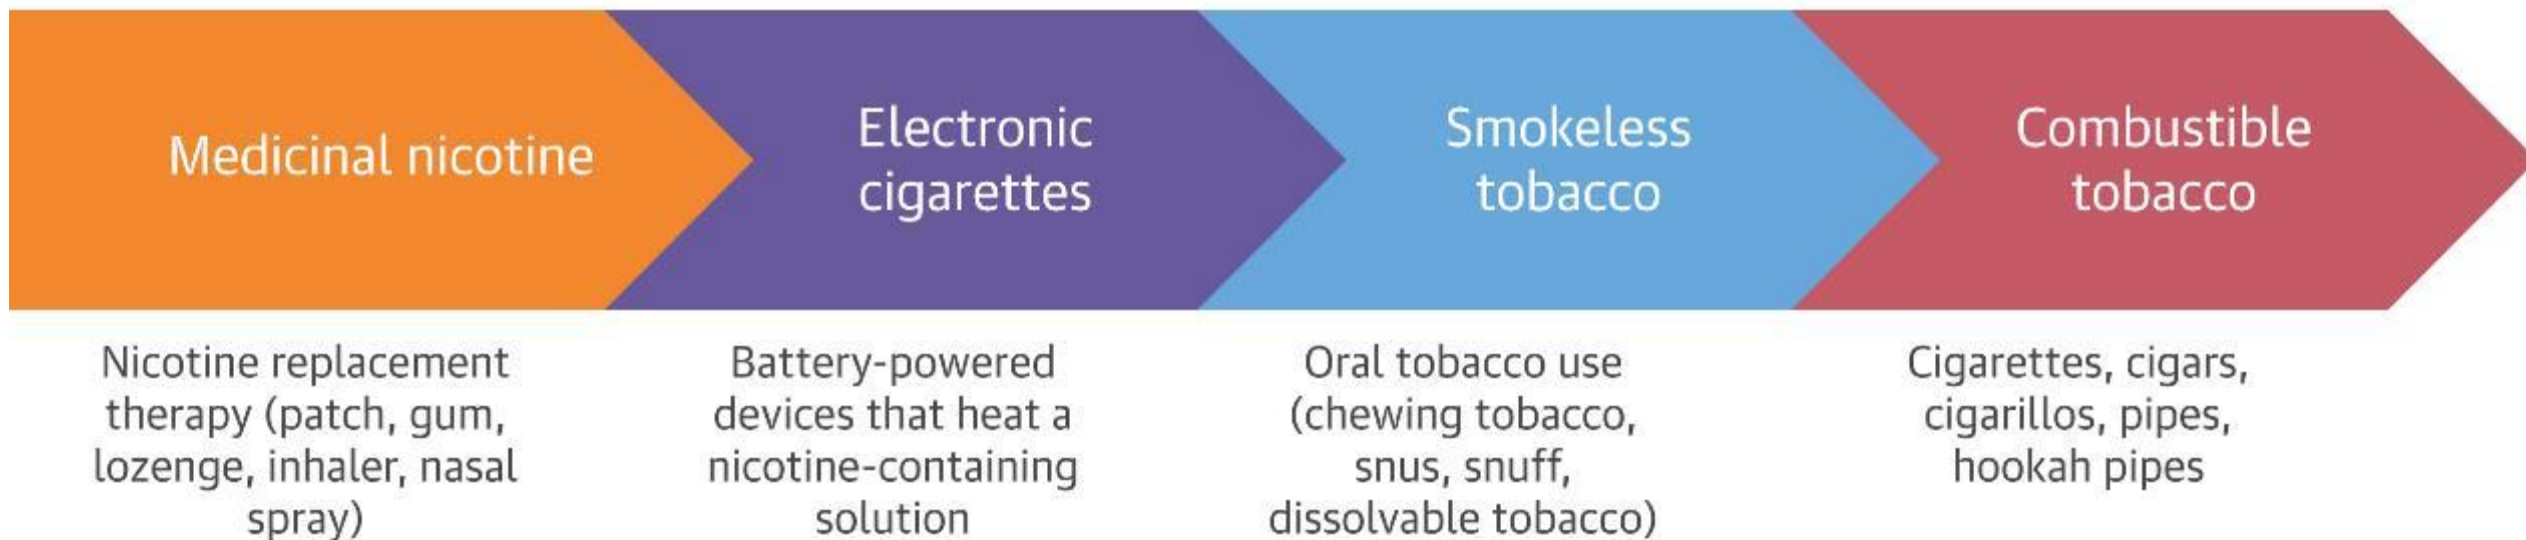 Medicinal nicotine
Electronic
cigarettes
Smokeless
tobacco
Combustible
tobacco
Nicotine replacement
therapy (patch, gum,
lozenge, inhaler, nasal
spray)
Battery-powered
devices that heat a
nicotine-containing
solution
Oral tobacco use
(chewing tobacco,
snus, snuff,
dissolvable tobacco)
Cigarettes, cigars,
cigarillos, pipes,
hookah pipes